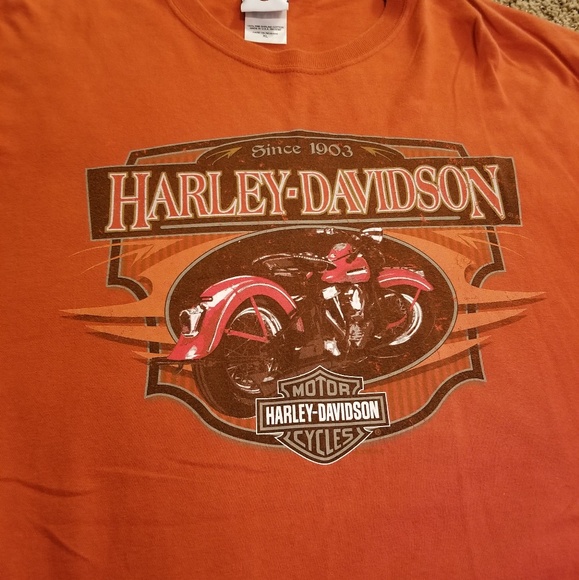 Since 1903
HARLEY-DAVIDSON
MOTOR
HARLEY-DAVIDSON
CYCLES